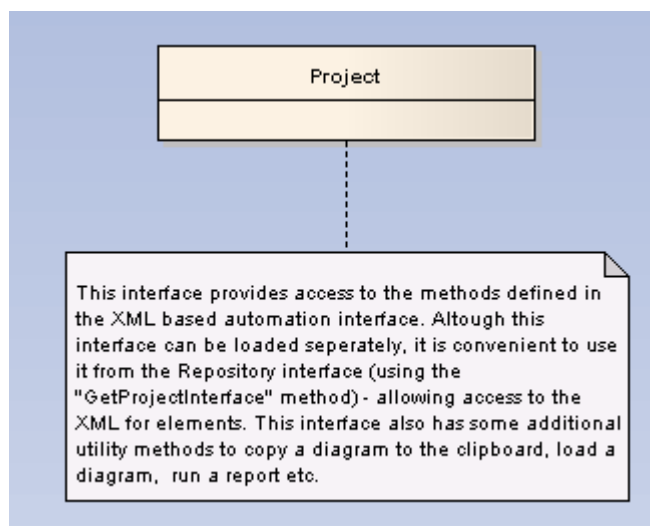 Project
This interface provides access to the methods defined in
the XML based automation interface. Altough this
interface can be loaded seperately, it is convenient to use
it from the Repository interface (using the
"GetProjectInterface" method) - allowing access to the
XML for elements. This interface also has some additional
utility methods to copy a diagram to the clipboard, load a
diagram,  run a report etc.